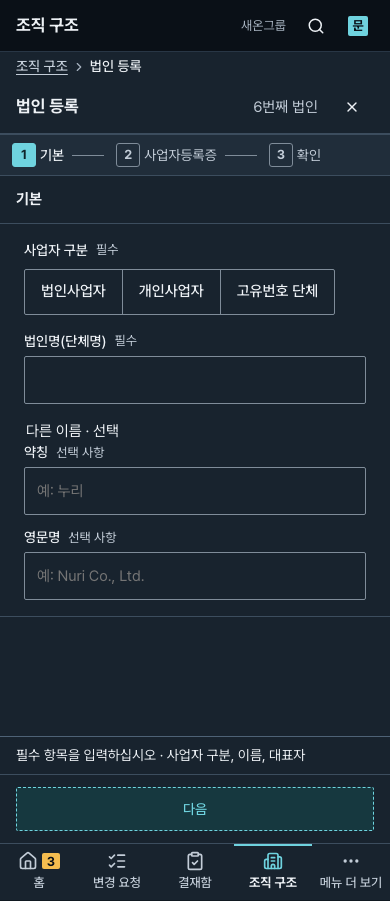 조직 구조
새온그룹
문
조직 구조 > 법인 등록
법인 등록
6번째 법인
1 기본
2 사업자등록증
3 확인
기본
사업자 구분 필수
법인사업자 개인사업자 고유번호 단체
법인명(단체명) 필수
다른 이름 · 선택
약칭 선택 사항
예: 누리
영문명 선택 사항
예: Nuri Co., Ltd.
필수 항목을 입력하십시오 · 사업자 구분, 이름, 대표자
다음
3
홈 변경 요청 결재함 조직 구조 메뉴 더 보기